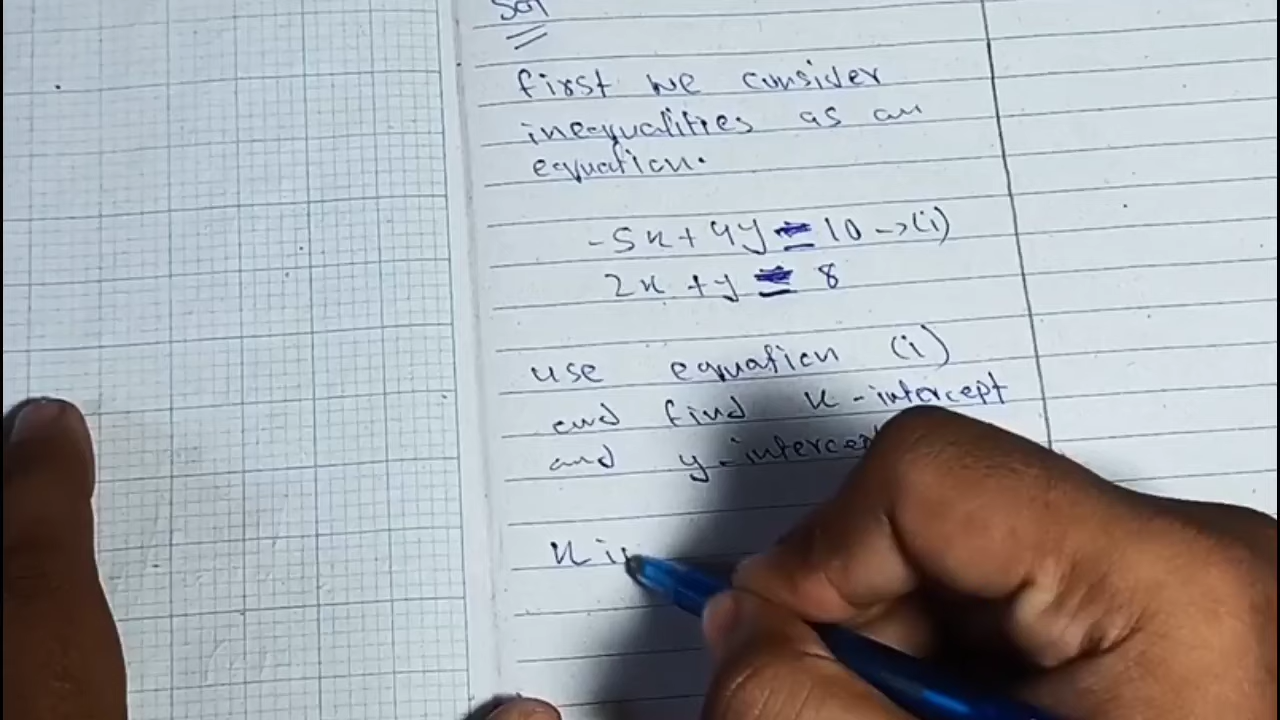 Sol
first we consider
inequalities as an
equation.
-5x + 4y = 10 -> (i)
2x + y = 8
use equation (i)
and find x-intercept
and y-intercept
x in